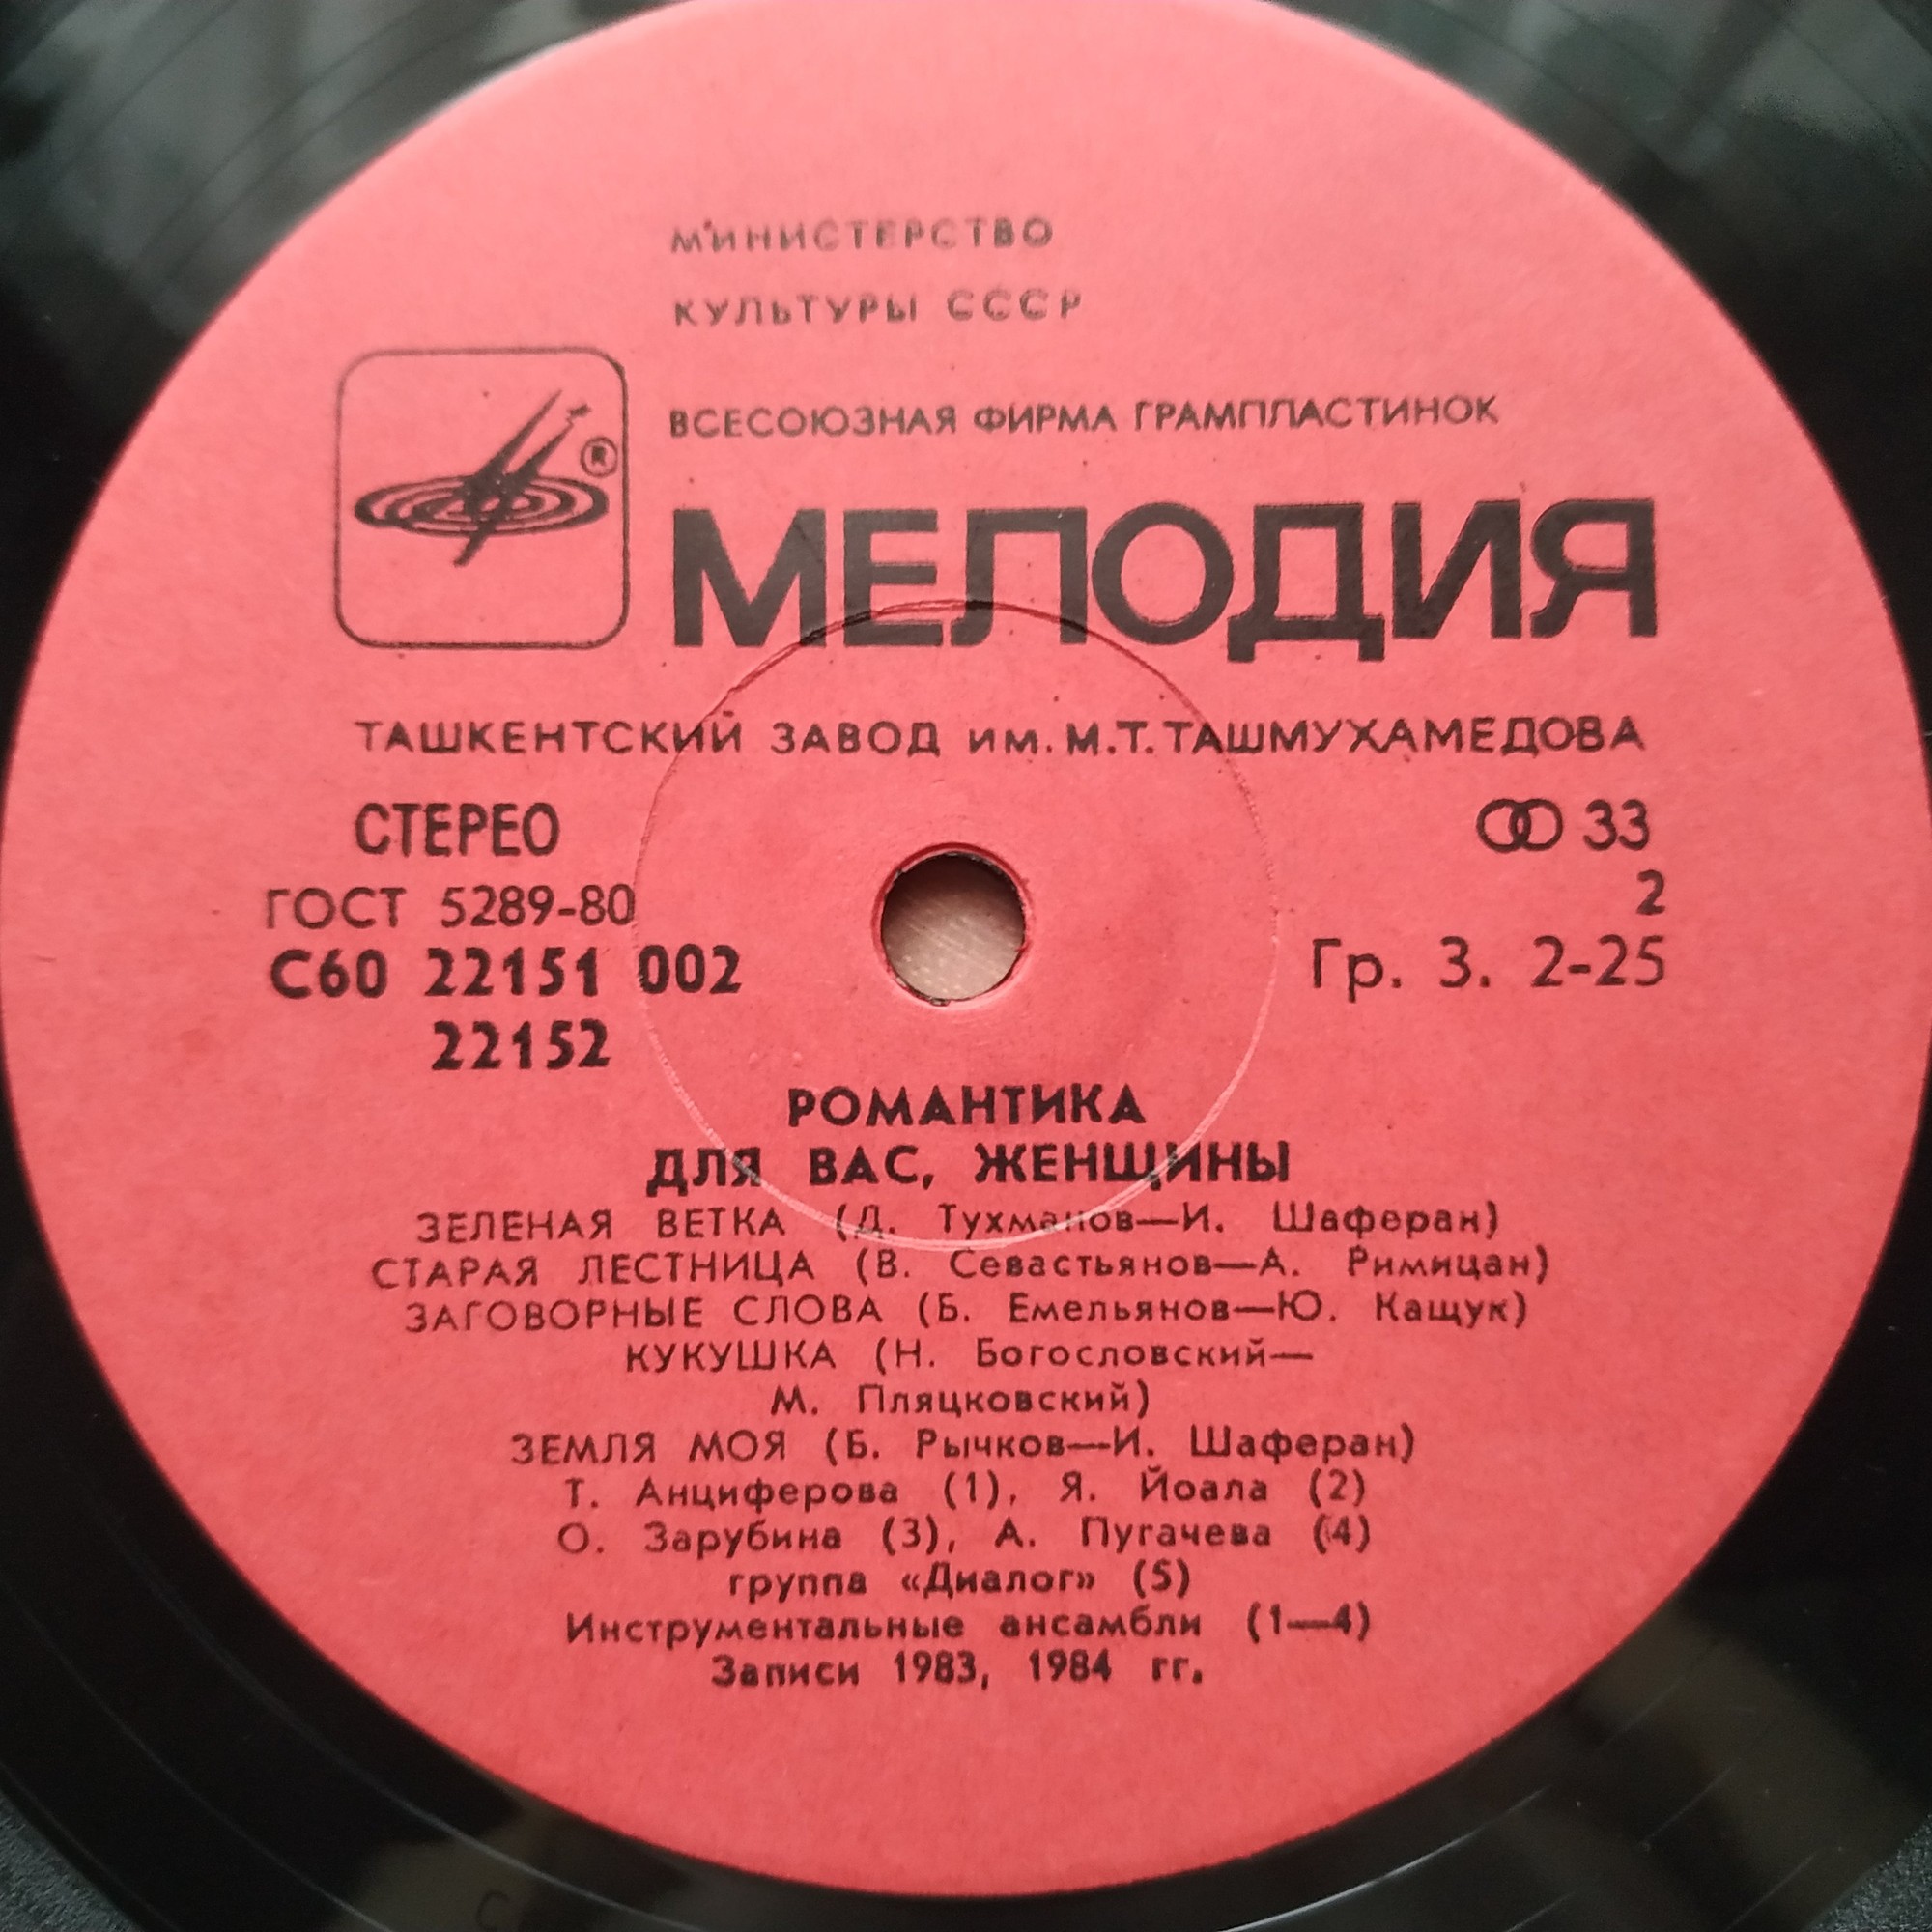 МИНИСТЕРСТВО
КУЛЬТУРЫ СССР
ВСЕСОЮЗНАЯ ФИРМА ГРАМПЛАСТИНОК
®
МЕЛОДИЯ
ТАШКЕНТСКИЙ ЗАВОД им. М.Т. ТАШМУХАМЕДОВА
СТЕРЕО
33
ГОСТ 5289-80
2
С60 22151 002
Гр. 3. 2-25
22152
РОМАНТИКА
ДЛЯ ВАС, ЖЕНЩИНЫ
ЗЕЛЕНАЯ ВЕТКА (Д. Тухманов—И. Шаферан)
СТАРАЯ ЛЕСТНИЦА (В. Севастьянов—А. Римицан)
ЗАГОВОРНЫЕ СЛОВА (Б. Емельянов—Ю. Кащук)
КУКУШКА (Н. Богословский—
М. Пляцковский)
ЗЕМЛЯ МОЯ (Б. Рычков—И. Шаферан)
Т. Анциферова (1), Я. Йоала (2)
О. Зарубина (3), А. Пугачева (4)
группа «Диалог» (5)
Инструментальные ансамбли (1—4)
Записи 1983, 1984 гг.